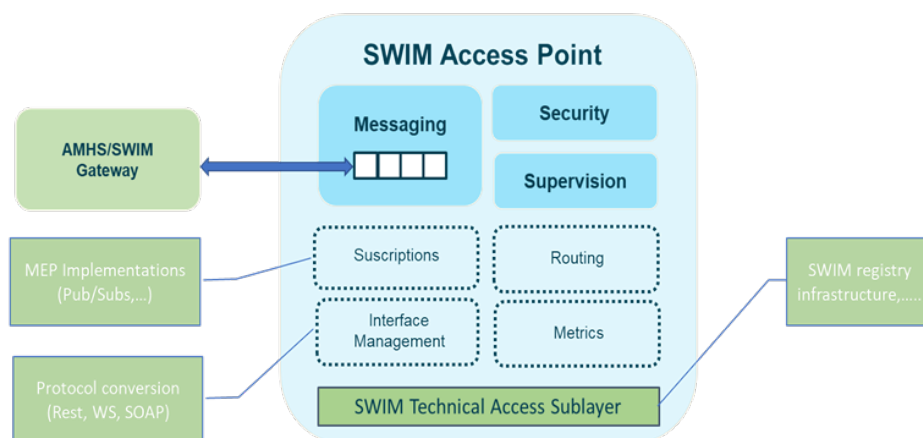 SWIM Access Point
Messaging
Security
AMHS/SWIM
Gateway
Supervision
MEP Implementations
(Pub/Subs,...)
Suscriptions
Routing
SWIM registry
infrastructure,.....
Interface
Management
Metrics
Protocol conversion
(Rest, WS, SOAP)
SWIM Technical Access Sublayer